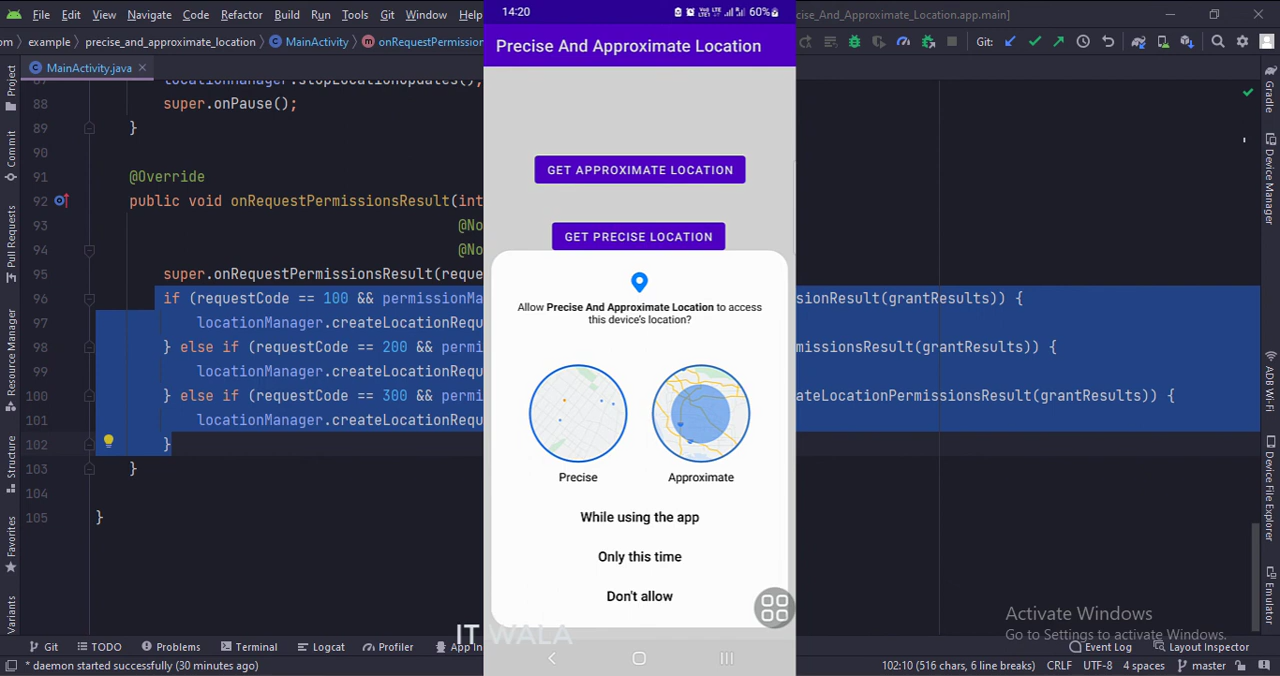 File Edit View Navigate Code Refactor Build Run Tools Git Window Help
ise_And_Approximate_Location.app.main]
om example precise_and_approximate_location MainActivity onRequestPermission
Git:
MainActivity.java
88 super.onPause();
89 }
90
91 @Override
92 public void onRequestPermissionsResult(int
93 @No
94 @No
95 super.onRequestPermissionsResult(reque
96 if (requestCode == 100 && permissionMa sionResult(grantResults)) {
97 locationManager.createLocationRequ
98 } else if (requestCode == 200 && permi missionsResult(grantResults)) {
99 locationManager.createLocationRequ
100 } else if (requestCode == 300 && permi ateLocationPermissionsResult(grantResults)) {
101 locationManager.createLocationRequ
102 }
103 }
104
105 }
Project
Commit
Pull Requests
Resource Manager
Structure
Favorites
Variants
Gradle
Device Manager
ADB Wi-Fi
Device File Explorer
Emulator
14:20 60%
Precise And Approximate Location
GET APPROXIMATE LOCATION
GET PRECISE LOCATION
Allow Precise And Approximate Location to access
this device's location?
Precise Approximate
While using the app
Only this time
Don't allow
IT WALA
Activate Windows
Go to Settings to activate Windows.
Git TODO Problems Terminal Logcat Profiler App In Event Log Layout Inspector
* daemon started successfully (30 minutes ago) 102:10 (516 chars, 6 line breaks) CRLF UTF-8 4 spaces master